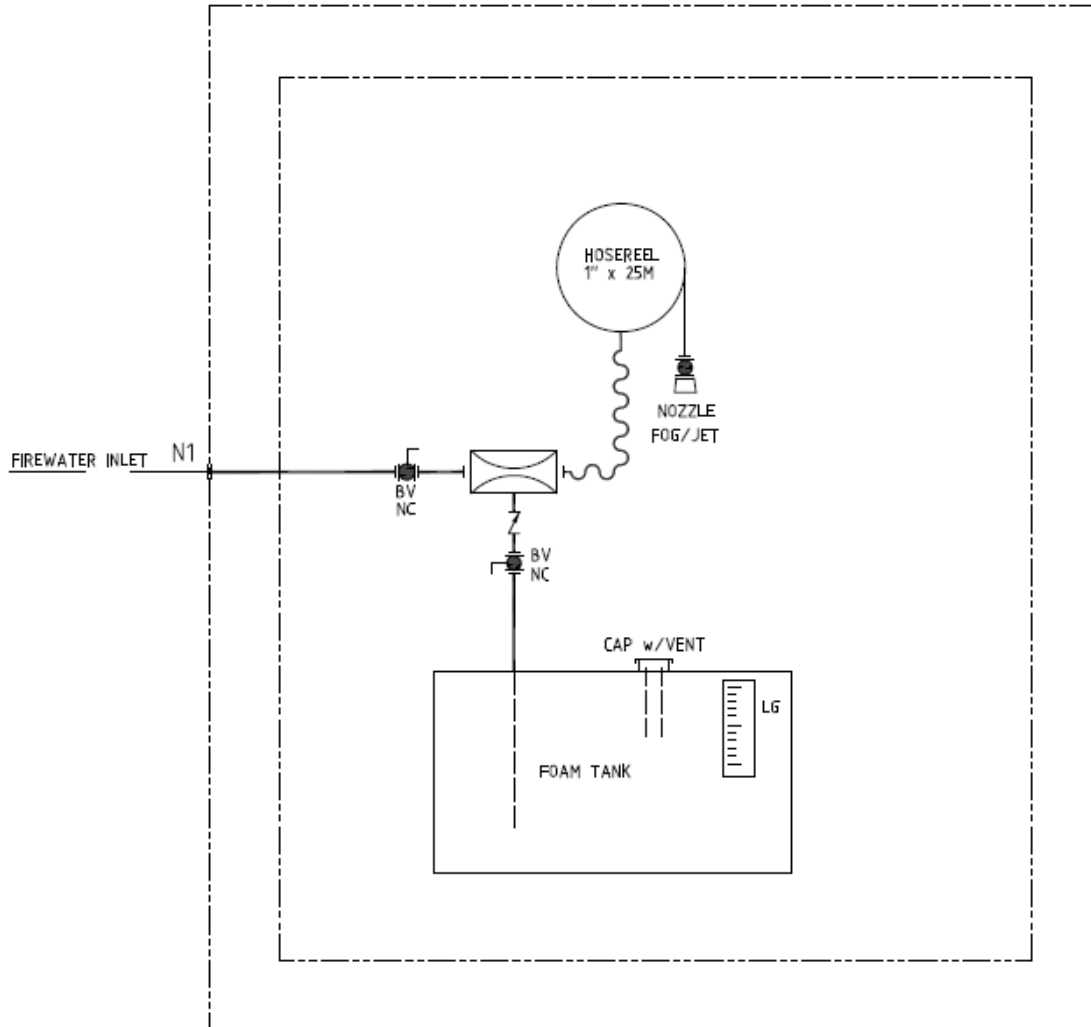 HOSEREEL
1" x 25M
NOZZLE
FOG/JET
FIREWATER INLET
N1
BV
NC
BV
NC
CAP w/VENT
LG
FOAM TANK